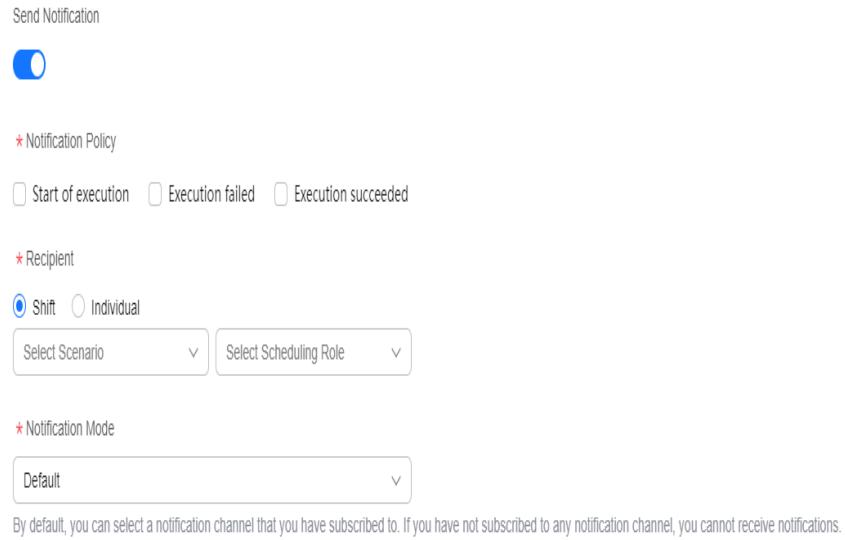 Send Notification
* Notification Policy
Start of execution Execution failed Execution succeeded
* Recipient
Shift Individual
Select Scenario Select Scheduling Role
* Notification Mode
Default
By default, you can select a notification channel that you have subscribed to. If you have not subscribed to any notification channel, you cannot receive notifications.